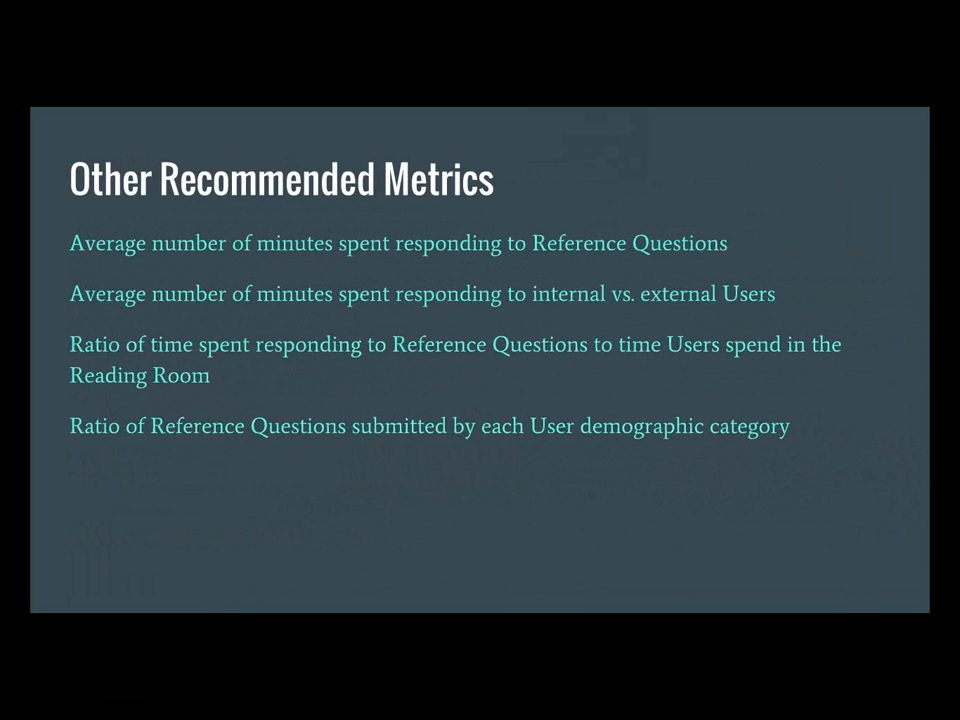 Other Recommended Metrics
Average number of minutes spent responding to Reference Questions
Average number of minutes spent responding to internal vs. external Users
Ratio of time spent responding to Reference Questions to time Users spend in the
Reading Room
Ratio of Reference Questions submitted by each User demographic category